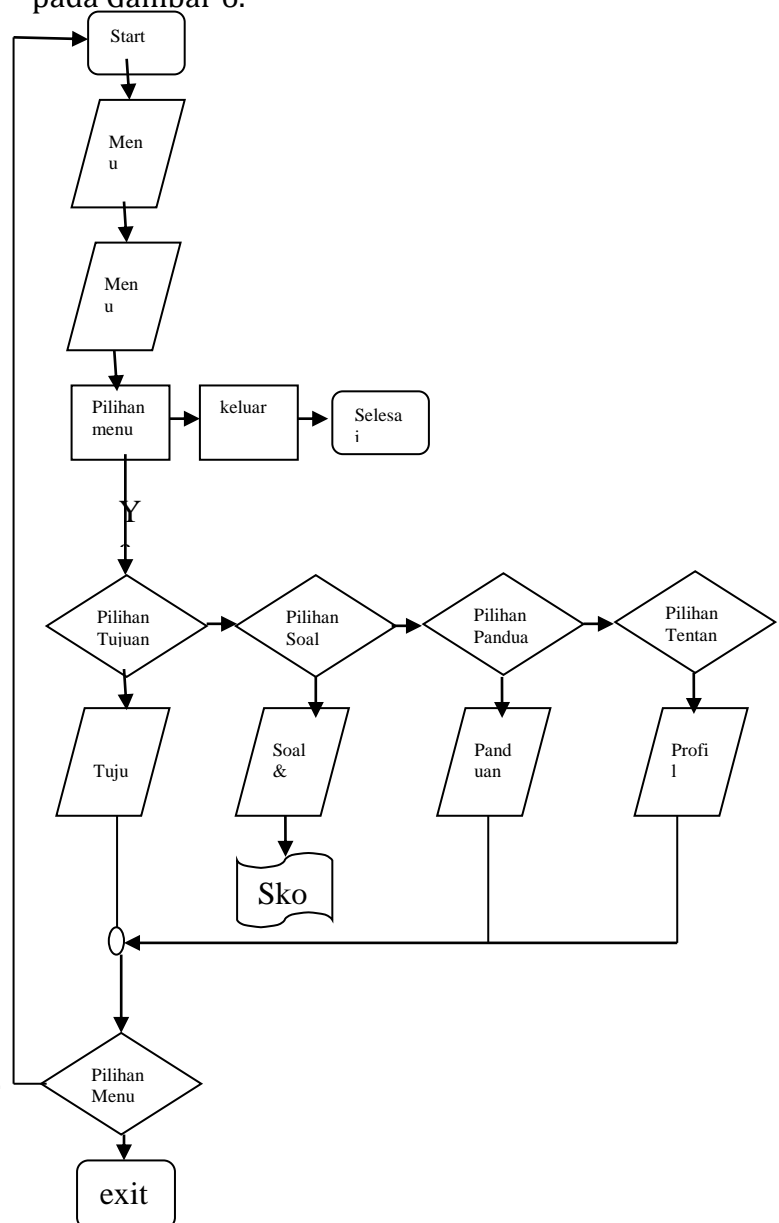 pada Gambar 6.
Start
Men
u
Men
u
Pilihan
menu
keluar
Selesa
i
Y
Pilihan
Tujuan
Pilihan
Soal
Pilihan
Pandua
Pilihan
Tentan
Tuju
Soal
&
Pand
uan
Profi
l
Sko
Pilihan
Menu
exit